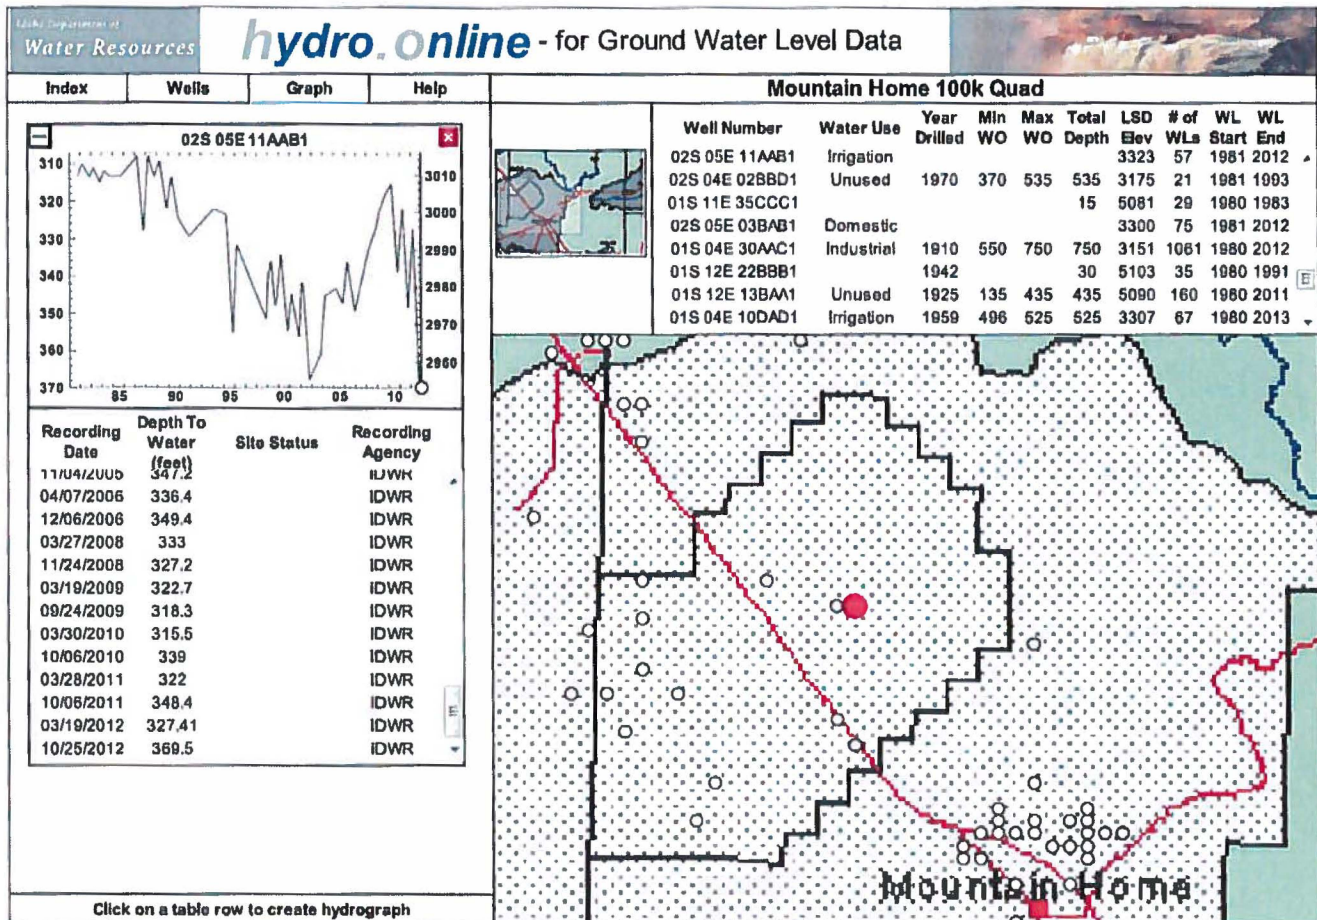 Idaho Department of
Water Resources
hydro.online - for Ground Water Level Data
Index Wells Graph Help
02S 05E 11AAB1
310
320
330
340
350
360
370
3010
3000
2990
2980
2970
2960
85 90 95 00 05 10
Recording Date Depth To Water (feet) Site Status Recording Agency
11/04/2005 347.2 IDWR
04/07/2006 336.4 IDWR
12/06/2006 349.4 IDWR
03/27/2008 333 IDWR
11/24/2008 327.2 IDWR
03/19/2009 322.7 IDWR
09/24/2009 318.3 IDWR
03/30/2010 315.5 IDWR
10/06/2010 339 IDWR
03/28/2011 322 IDWR
10/06/2011 348.4 IDWR
03/19/2012 327.41 IDWR
10/25/2012 369.5 IDWR
Click on a table row to create hydrograph
Mountain Home 100k Quad
Well Number Water Use Year Drilled Min WO Max WO Total Depth LSD Elev # of WLs WL Start WL End
02S 05E 11AAB1 Irrigation 3323 57 1981 2012
02S 04E 02BBD1 Unused 1970 370 535 535 3175 21 1981 1993
01S 11E 35CCC1 15 5081 29 1980 1983
02S 05E 03BAB1 Domestic 3300 75 1981 2012
01S 04E 30AAC1 Industrial 1910 550 750 750 3151 1061 1980 2012
01S 12E 22BBB1 1942 30 5103 35 1980 1991
01S 12E 13BAA1 Unused 1925 135 435 435 5090 160 1980 2011
01S 04E 10DAD1 Irrigation 1959 496 525 525 3307 67 1980 2013
Mountain Home